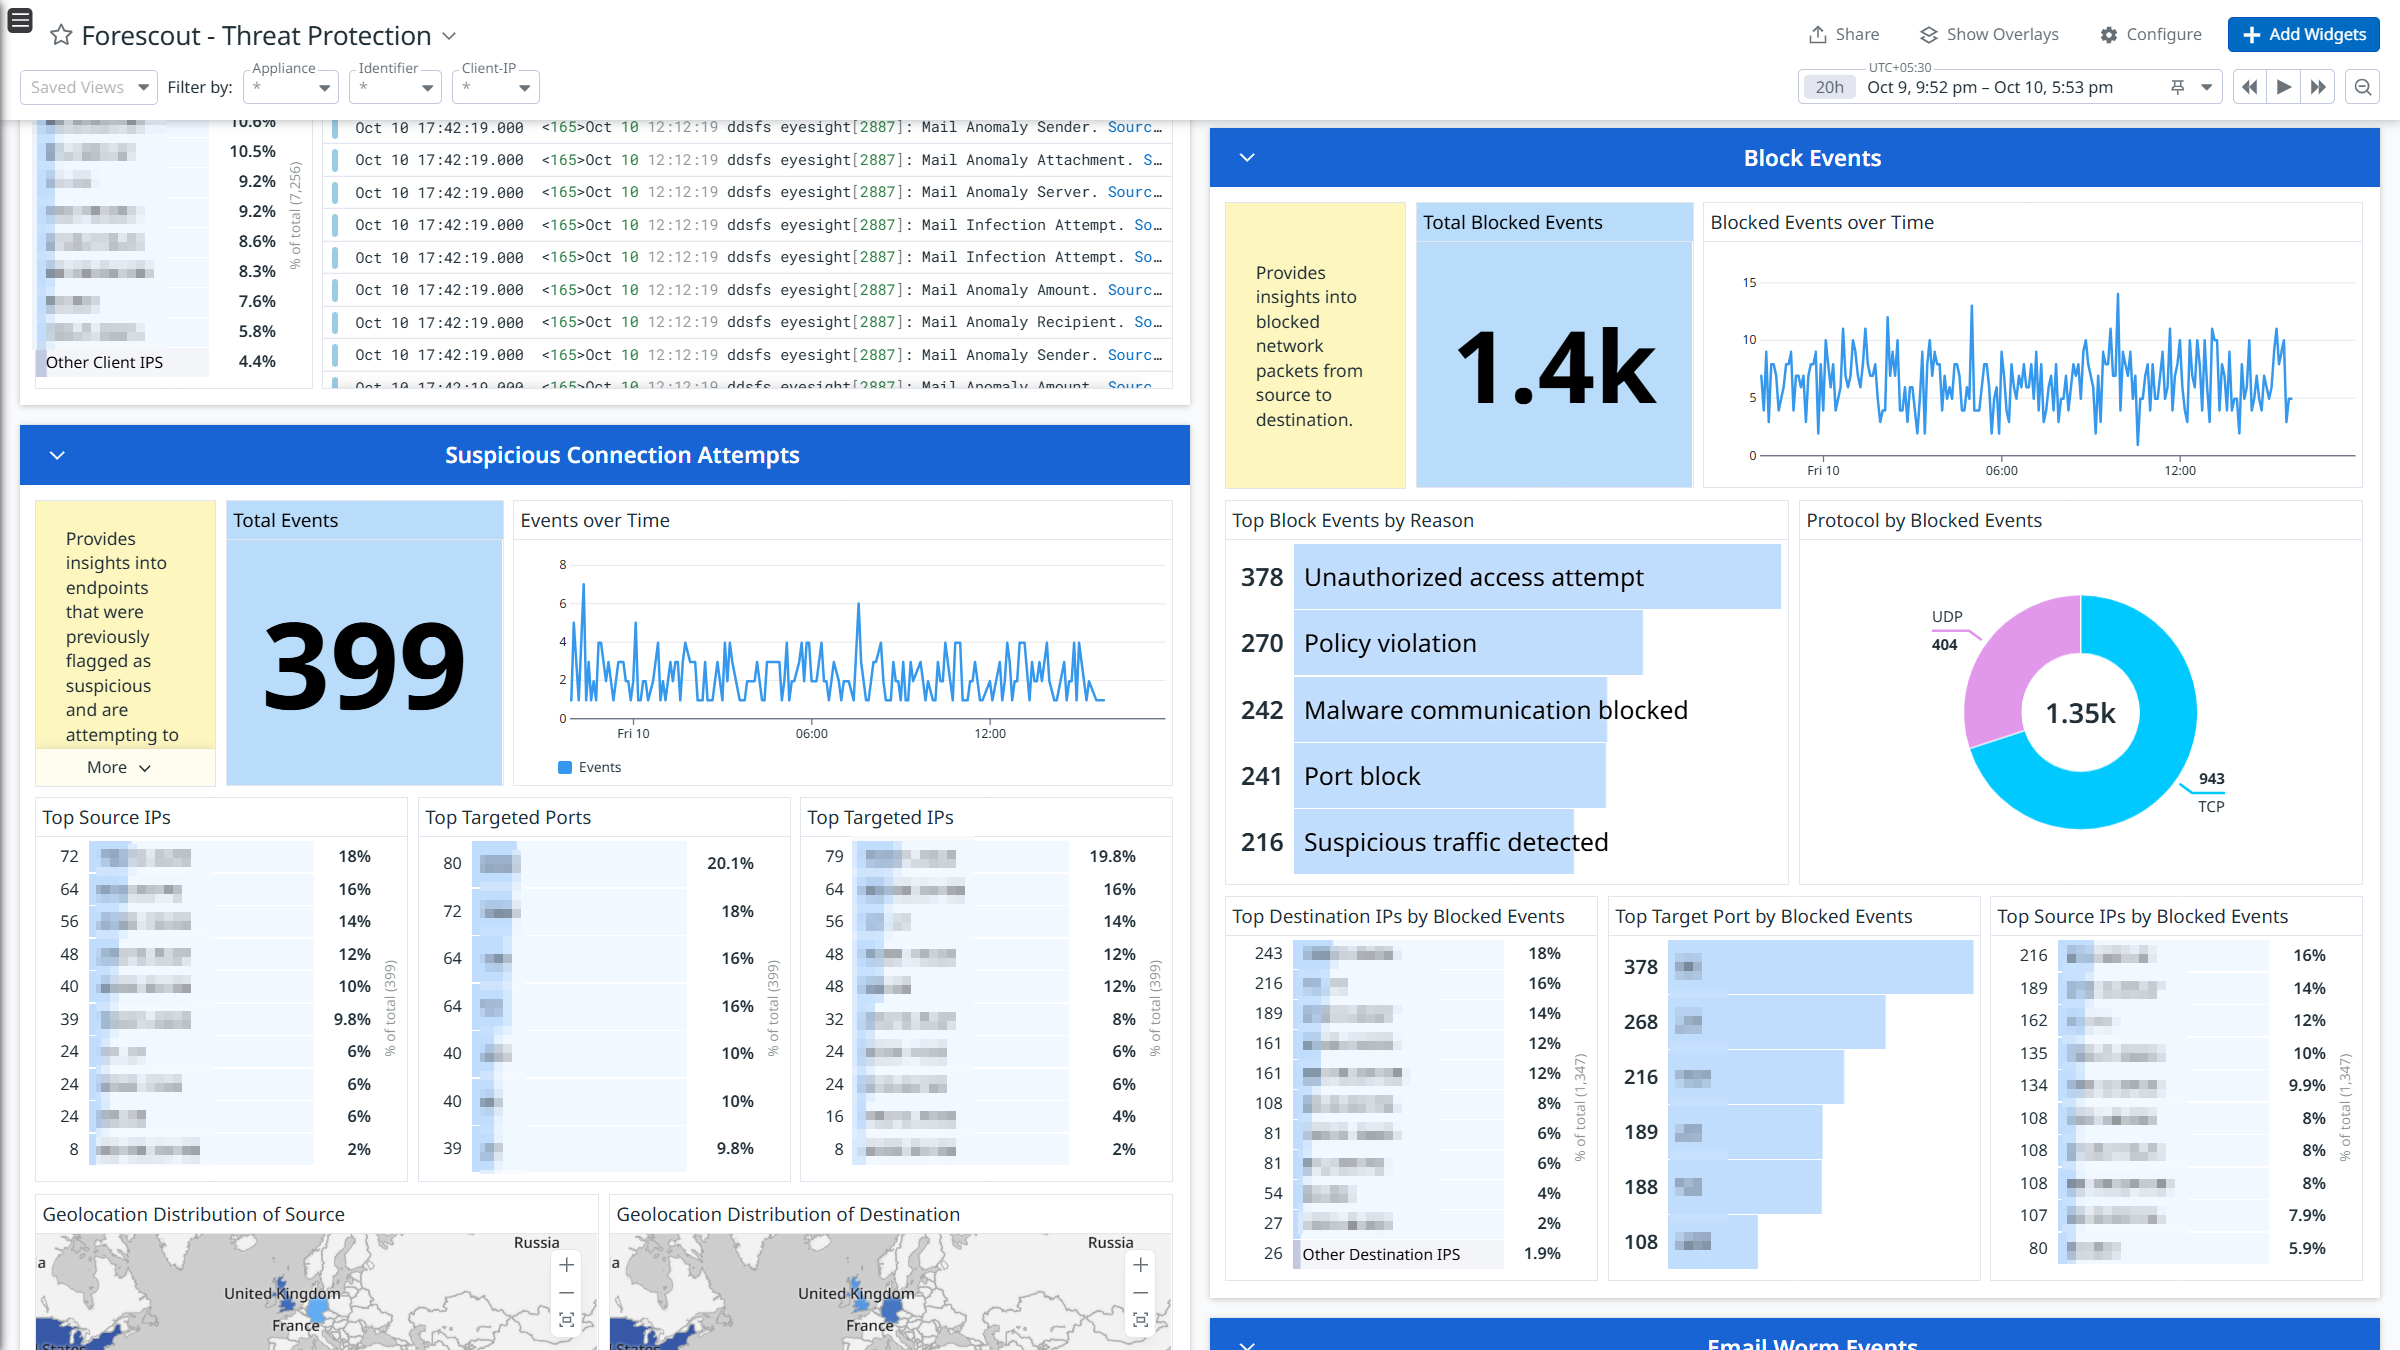 Forescout - Threat Protection
Share
Show Overlays
Configure
Add Widgets
Saved Views
Filter by:
Appliance
*
Identifier
*
Client-IP
*
UTC+05:30
20h
Oct 9, 9:52 pm – Oct 10, 5:53 pm
10.6%
10.5%
9.2%
9.2%
8.6%
8.3%
7.6%
5.8%
Other Client IPS
4.4%
% of total (7,256)
Oct 10 17:42:19.000 <165>Oct 10 12:12:19 ddsfs eyesight[2887]: Mail Anomaly Sender. Sourc…
Oct 10 17:42:19.000 <165>Oct 10 12:12:19 ddsfs eyesight[2887]: Mail Anomaly Attachment. S…
Oct 10 17:42:19.000 <165>Oct 10 12:12:19 ddsfs eyesight[2887]: Mail Anomaly Server. Sourc…
Oct 10 17:42:19.000 <165>Oct 10 12:12:19 ddsfs eyesight[2887]: Mail Infection Attempt. So…
Oct 10 17:42:19.000 <165>Oct 10 12:12:19 ddsfs eyesight[2887]: Mail Infection Attempt. So…
Oct 10 17:42:19.000 <165>Oct 10 12:12:19 ddsfs eyesight[2887]: Mail Anomaly Amount. Sourc…
Oct 10 17:42:19.000 <165>Oct 10 12:12:19 ddsfs eyesight[2887]: Mail Anomaly Recipient. So…
Oct 10 17:42:19.000 <165>Oct 10 12:12:19 ddsfs eyesight[2887]: Mail Anomaly Sender. Sourc…
Oct 10 17:42:19.000 <165>Oct 10 12:12:19 ddsfs eyesight[2887]: Mail Anomaly Amount. Sourc…
Suspicious Connection Attempts
Provides
insights into
endpoints
that were
previously
flagged as
suspicious
and are
attempting to
More
Total Events
399
Events over Time
8
6
4
2
0
Fri 10
06:00
12:00
Events
Top Source IPs
72 18%
64 16%
56 14%
48 12%
40 10%
39 9.8%
24 6%
24 6%
24 6%
8 2%
% of total (399)
Top Targeted Ports
80 20.1%
72 18%
64 16%
64 16%
40 10%
40 10%
39 9.8%
% of total (399)
Top Targeted IPs
79 19.8%
64 16%
56 14%
48 12%
48 12%
32 8%
24 6%
24 6%
16 4%
8 2%
% of total (399)
Geolocation Distribution of Source
a
Russia
United Kingdom
France
States
Geolocation Distribution of Destination
a
Russia
United Kingdom
France
States
Block Events
Provides
insights into
blocked
network
packets from
source to
destination.
Total Blocked Events
1.4k
Blocked Events over Time
15
10
5
0
Fri 10
06:00
12:00
Top Block Events by Reason
378 Unauthorized access attempt
270 Policy violation
242 Malware communication blocked
241 Port block
216 Suspicious traffic detected
Protocol by Blocked Events
UDP
404
1.35k
943
TCP
Top Destination IPs by Blocked Events
243 18%
216 16%
189 14%
161 12%
161 12%
108 8%
81 6%
81 6%
54 4%
27 2%
26 Other Destination IPS 1.9%
% of total (1,347)
Top Target Port by Blocked Events
378
268
216
189
188
108
Top Source IPs by Blocked Events
216 16%
189 14%
162 12%
135 10%
134 9.9%
108 8%
108 8%
108 8%
107 7.9%
80 5.9%
% of total (1,347)
Email Worm Events